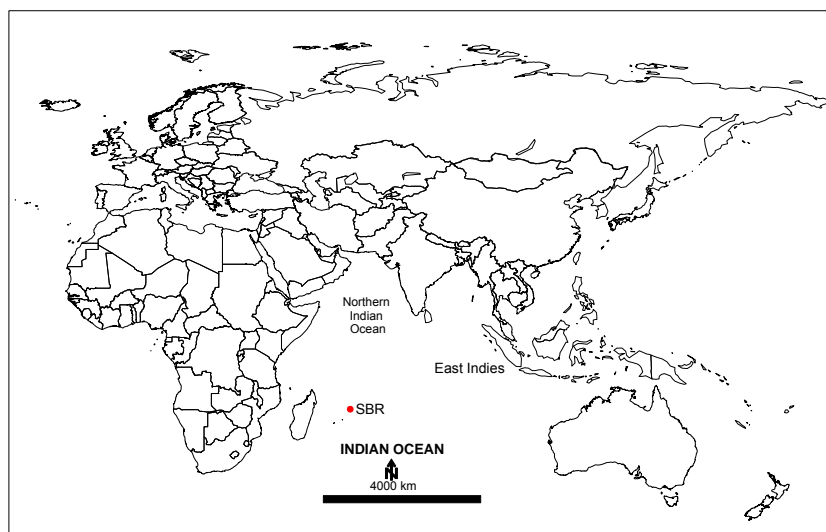 Northern
Indian
Ocean
East Indies
SBR
INDIAN OCEAN
N
4000 km